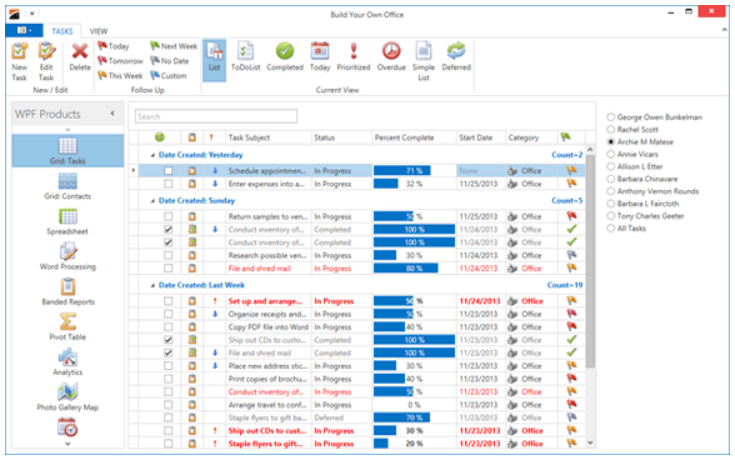 Build Your Own Office
TASKS VIEW
New Task
Edit Task
Delete
New / Edit
Today
Tomorrow
This Week
Next Week
No Date
Custom
Follow Up
List
ToDoList
Completed
Today
Prioritized
Overdue
Simple List
Deferred
Current View
WPF Products
Grid: Tasks
Grid: Contacts
Spreadsheet
Word Processing
Banded Reports
Pivot Table
Analytics
Photo Gallery Map
Search
Task Subject Status Percent Complete Start Date Category
Date Created: Yesterday Count=2
Schedule appointmen... In Progress 71 % None Office
Enter expenses into a... In Progress 32 % 11/25/2013 Office
Date Created: Sunday Count=5
Return samples to ven... In Progress 50 % 11/25/2013 Office
Conduct inventory of... Completed 100 % 11/24/2013 Office
Conduct inventory of... Completed 100 % 11/24/2013 Office
Research possible ven... In Progress 30 % 11/24/2013 Office
File and shred mail In Progress 80 % 11/24/2013 Office
Date Created: Last Week Count=19
Set up and arrange... In Progress 50 % 11/24/2013 Office
Organize receipts and... In Progress 50 % 11/23/2013 Office
Copy PDF file into Word In Progress 40 % 11/23/2013 Office
Ship out CDs to custo... Completed 100 % 11/23/2013 Office
File and shred mail Completed 100 % 11/23/2013 Office
Place new address stic... In Progress 30 % 11/23/2013 Office
Print copies of brochu... In Progress 40 % 11/23/2013 Office
Conduct inventory of... In Progress 50 % 11/23/2013 Office
Arrange travel to conf... In Progress 0 % 11/23/2013 Office
Staple flyers to gift ba... Deferred 70 % 11/23/2013 Office
Ship out CDs to cust... In Progress 30 % 11/23/2013 Office
Staple flyers to gift... In Progress 20 % 11/23/2013 Office
George Owen Bunkelman
Rachel Scott
Archie M Matese
Annie Vicars
Allison L Etter
Barbara Chinavare
Anthony Vernon Rounds
Barbara L Faircloth
Tony Charles Geeter
All Tasks